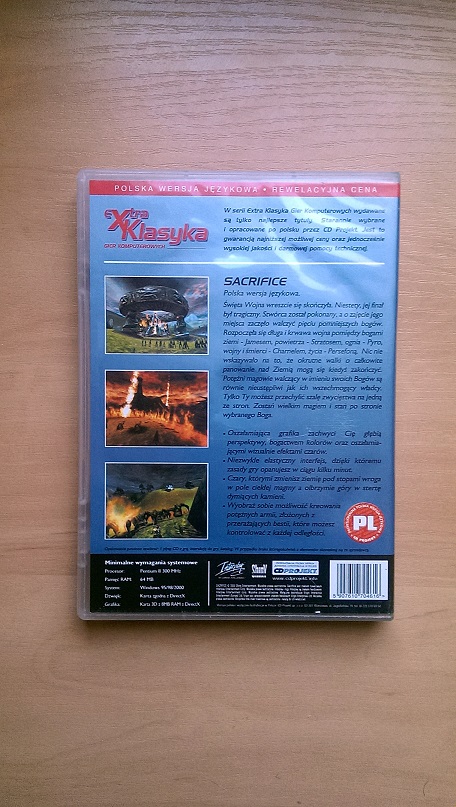 POLSKA WERSJA JĘZYKOWA • REWELACYJNA CENA
eXtra
Klasyka
GIER KOMPUTEROWYCH
W serii Extra Klasyka Gier Komputerowych wydawane
są tylko najlepsze tytuły. Starannie wybrane
i opracowane po polsku przez CD Projekt. Jest to
gwarancją najniższej możliwej ceny oraz jednocześnie
wysokiej jakości i darmowej pomocy technicznej.
SACRIFICE
Polska wersja językowa.
Święta Wojna wreszcie się skończyła. Niestety, jej finał
był tragiczny. Stwórca został pokonany, a o zajęcie jego
miejsca zaczęło walczyć pięciu pomniejszych bogów.
Rozpoczęła się długa i krwawa wojna pomiędzy bogami
ziemi - Jamesem, powietrza - Stratosem, ognia - Pyro,
wojny i śmierci - Charnelem, życia - Persefoną. Nic nie
wskazywało na to, że okrutne walki o całkowite
panowanie nad Ziemią mogą się kiedyś zakończyć.
Potężni magowie walczący w imieniu swoich Bogów są
równie nieustępliwi jak ich wszechmogący władcy.
Tylko Ty możesz przechylić szalę zwycięstwa na jedną
ze stron. Zostań wielkim magiem i stań po stronie
wybranego Boga.
- Oszałamiająca grafika zachwyci Cię głębią
perspektywy, bogactwem kolorów oraz oszałamia-
jącymi wizualnie efektami czarów.
- Niezwykle elastyczny interfejs, dzięki któremu
zasady gry opanujesz w ciągu kilku minut.
- Czary, którymi zmienisz ziemię pod stopami wroga
w pole ciekłej magmy a olbrzymie góry w stertę
dymiących kamieni.
- Wyobraź sobie możliwość kreowania
potężnych armii, złożonych z
przerażających bestii, które możesz
kontrolować z każdej odległości.
PL
Minimalne wymagania systemowe
Procesor: Pentium II 300 MHz
Pamięć RAM: 64 MB
System: Windows 95/98/2000
Dźwięk: Karta zgodna z DirectX
Grafika: Karta 3D z 8MB RAM z DirectX
Interplay
Shiny
CD PROJEKT
www.cdprojekt.info
5 907610 704616